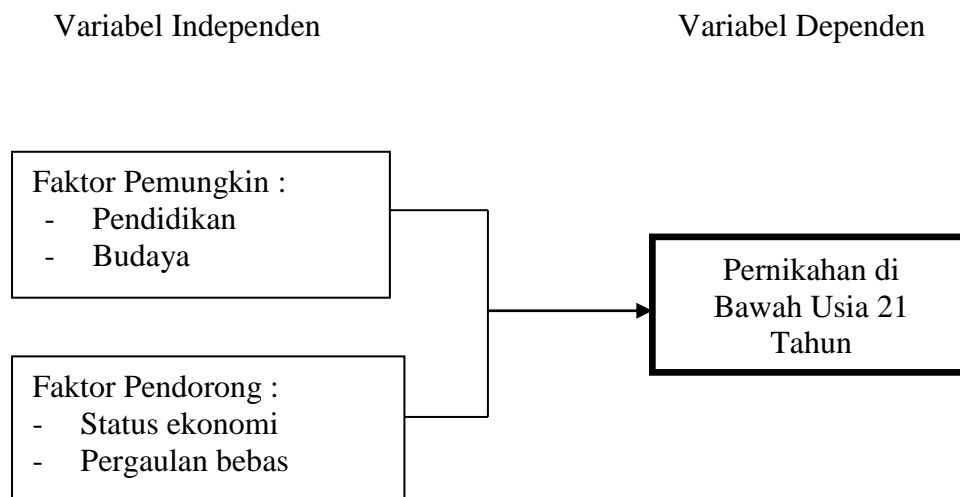 Variabel Independen
Variabel Dependen
Faktor Pemungkin :
- Pendidikan
- Budaya
Pernikahan di
Bawah Usia 21
Tahun
Faktor Pendorong :
- Status ekonomi
- Pergaulan bebas